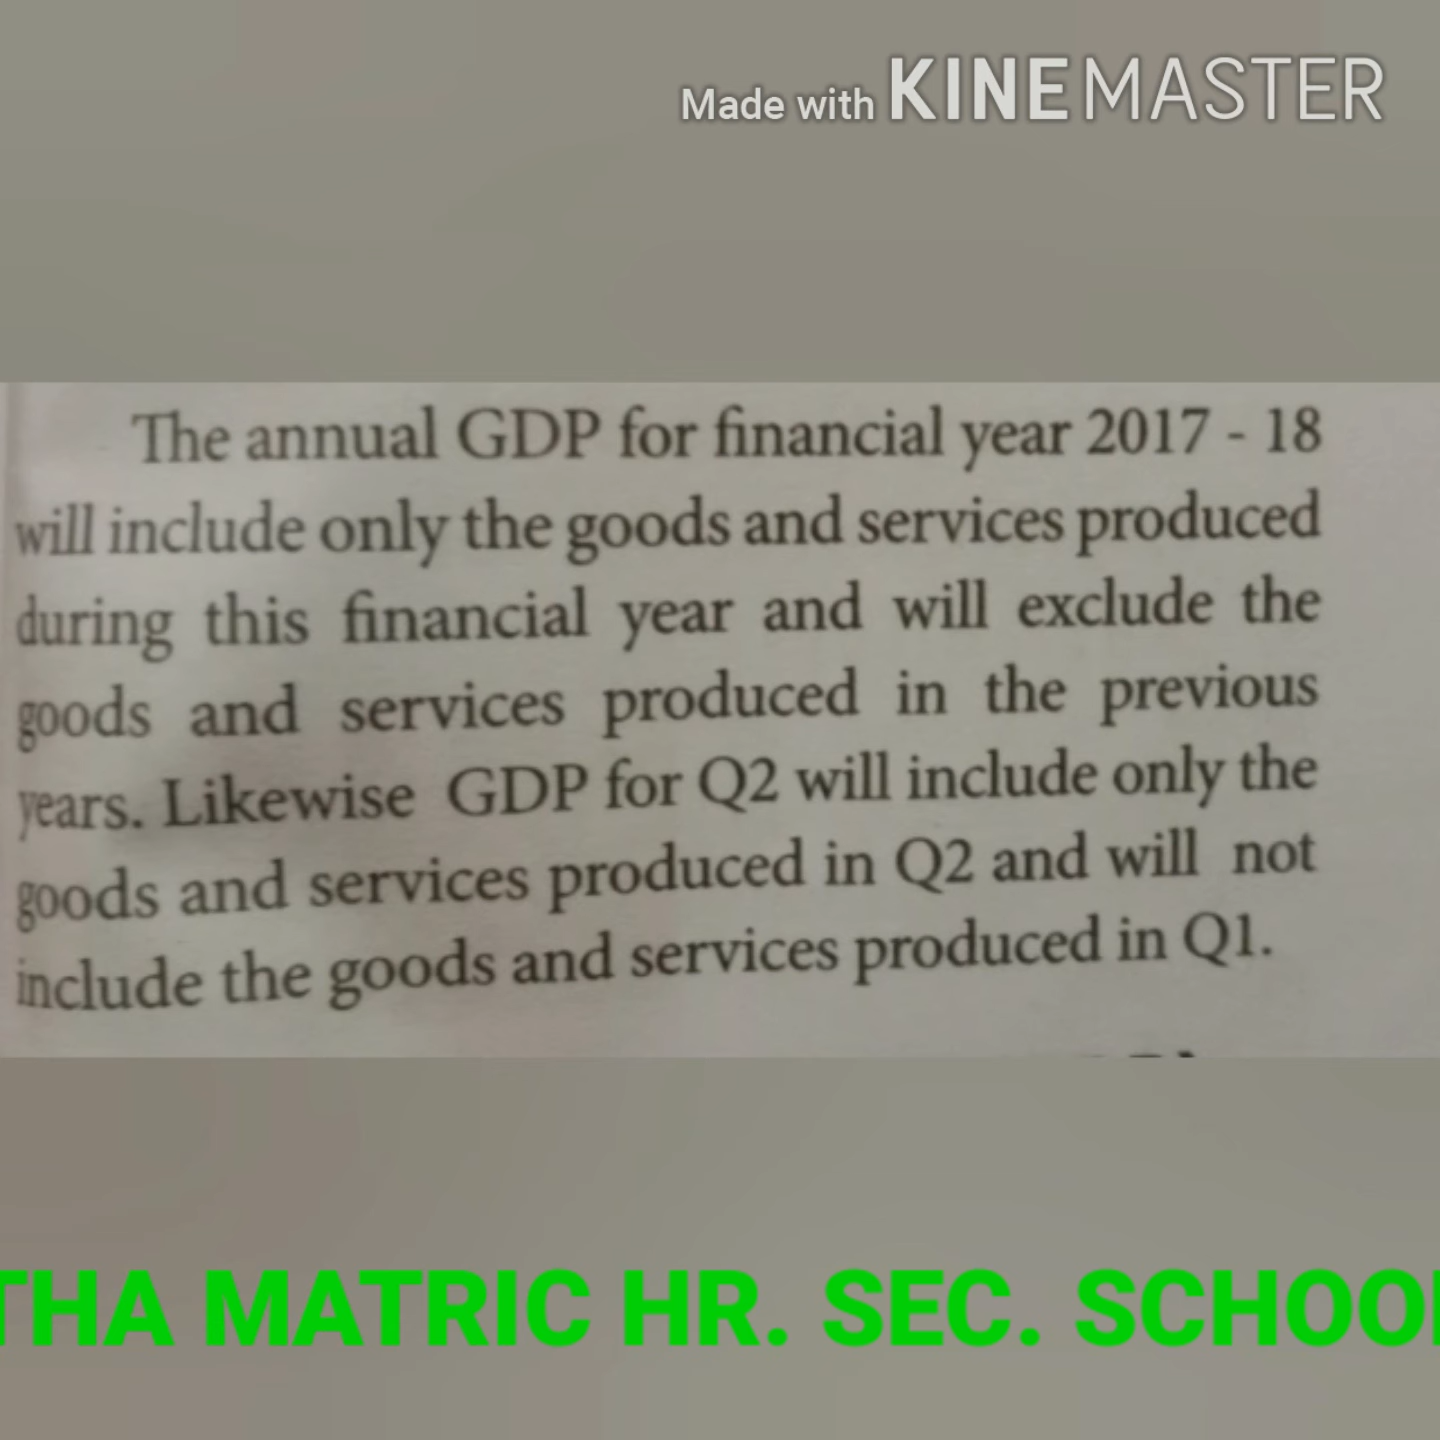 Made with KINEMASTER
The annual GDP for financial year 2017 - 18
will include only the goods and services produced
during this financial year and will exclude the
goods and services produced in the previous
years. Likewise GDP for Q2 will include only the
goods and services produced in Q2 and will not
include the goods and services produced in Q1.
THA MATRIC HR. SEC. SCHOOL